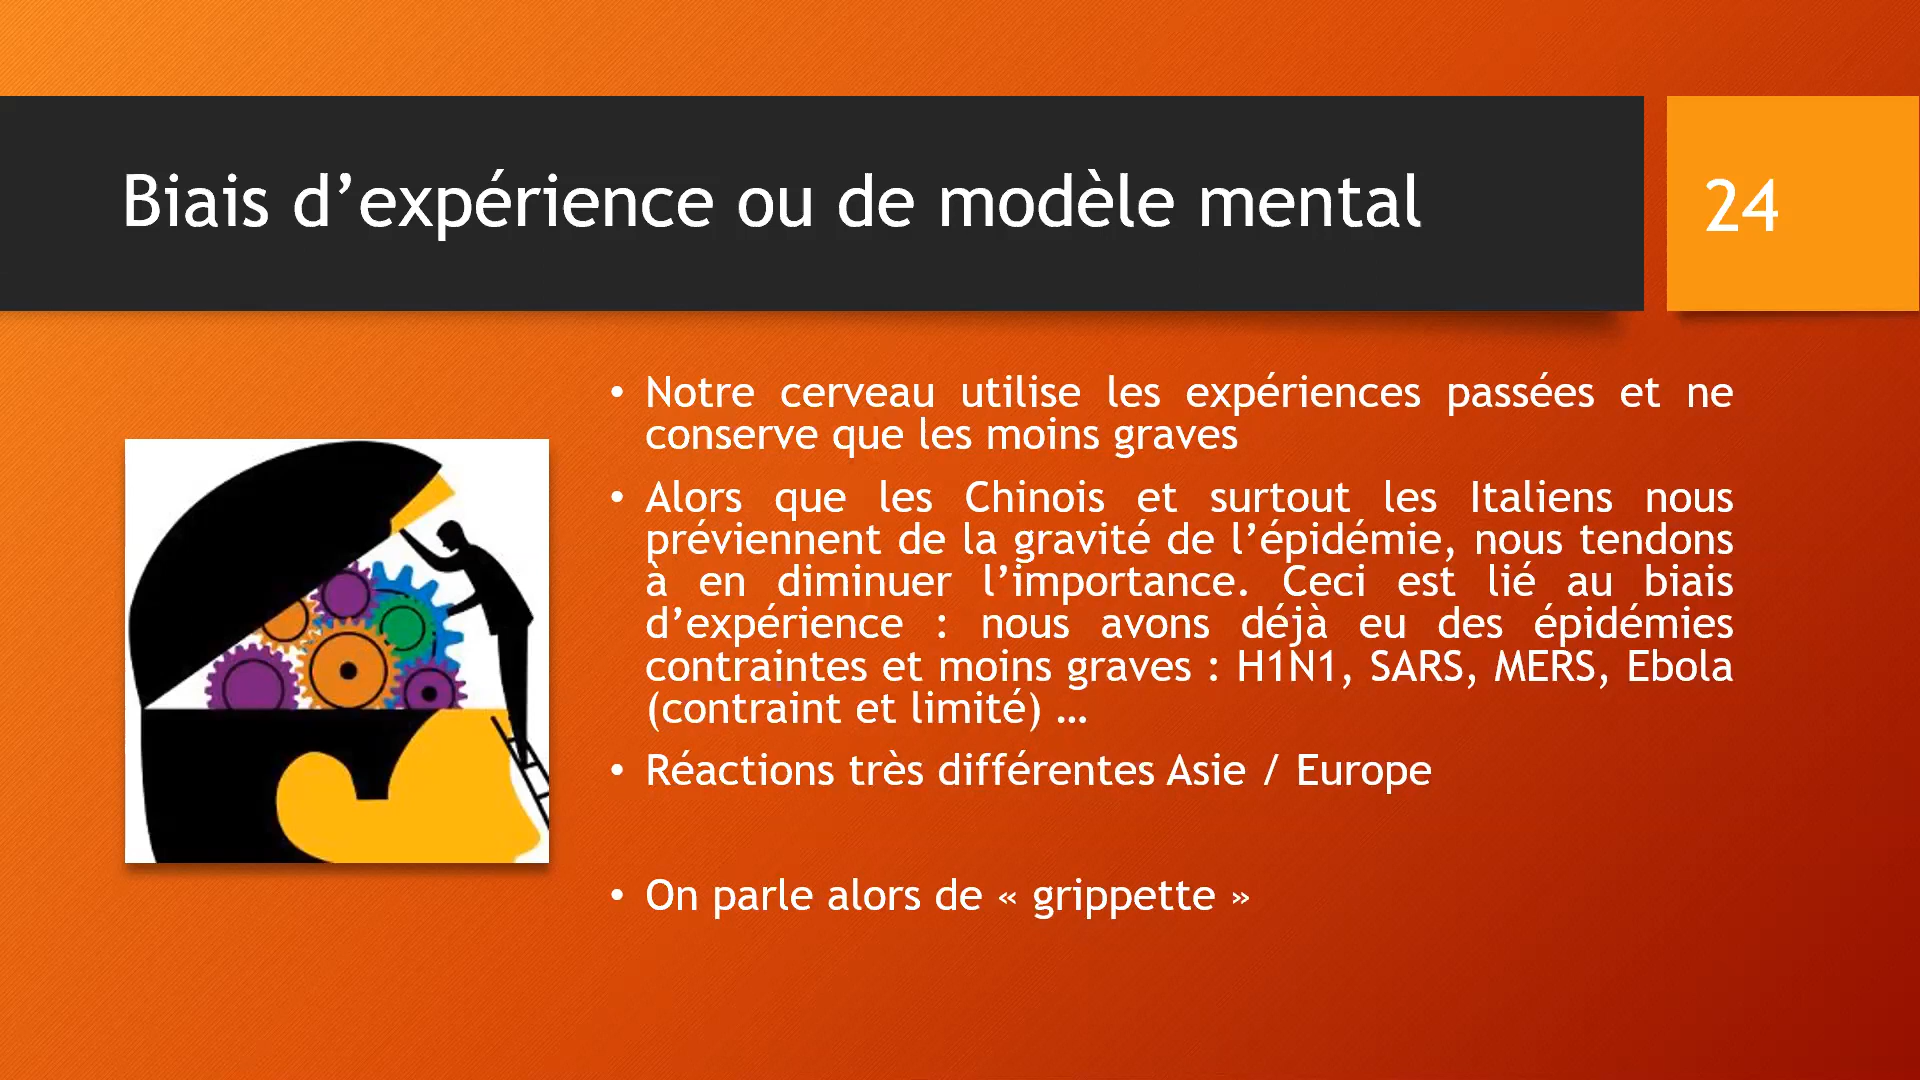 Biais d’expérience ou de modèle mental
24
• Notre cerveau utilise les expériences passées et ne
conserve que les moins graves
• Alors que les Chinois et surtout les Italiens nous
préviennent de la gravité de l’épidémie, nous tendons
à en diminuer l’importance. Ceci est lié au biais
d’expérience : nous avons déjà eu des épidémies
contraintes et moins graves : H1N1, SARS, MERS, Ebola
(contraint et limité) …
• Réactions très différentes Asie / Europe
• On parle alors de « grippette »